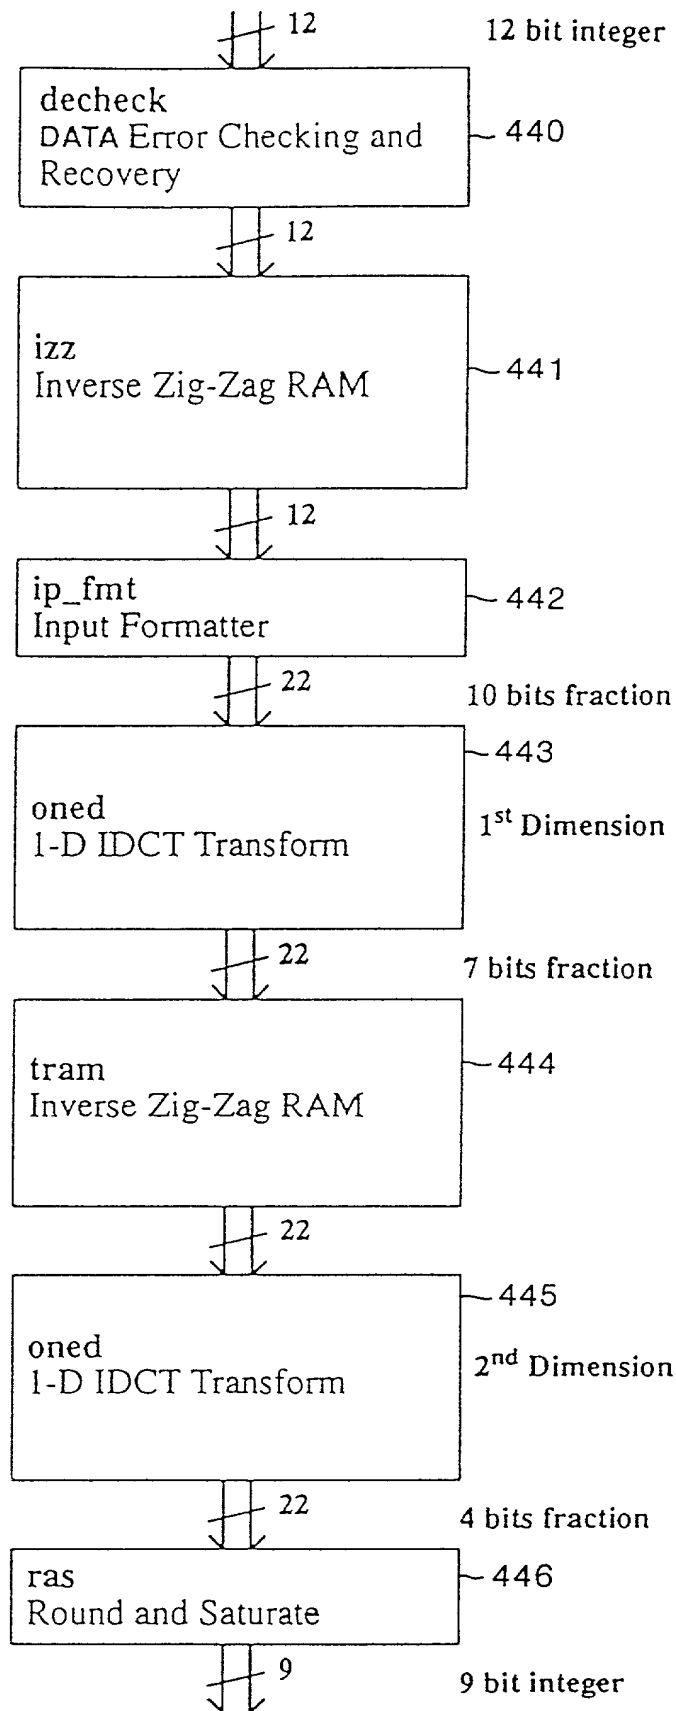 12 12 bit integer
decheck
DATA Error Checking and
Recovery
440
12
izz
Inverse Zig-Zag RAM
441
12
ip_fmt
Input Formatter
442
22 10 bits fraction
443
oned
1-D IDCT Transform
1st Dimension
22 7 bits fraction
444
tram
Inverse Zig-Zag RAM
22
445
oned
1-D IDCT Transform
2nd Dimension
22 4 bits fraction
ras
Round and Saturate
446
9 9 bit integer